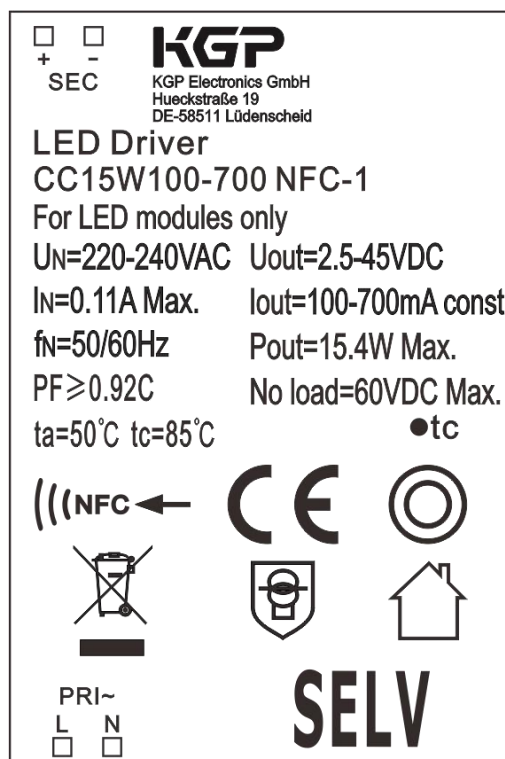 + −
SEC
KGP
KGP Electronics GmbH
Hueckstraße 19
DE-58511 Lüdenscheid
LED Driver
CC15W100-700 NFC-1
For LED modules only
UN=220-240VAC Uout=2.5-45VDC
IN=0.11A Max. Iout=100-700mA const
fN=50/60Hz Pout=15.4W Max.
PF≥0.92C No load=60VDC Max.
ta=50℃ tc=85℃ ●tc
NFC
CE
PRI~
L N
SELV